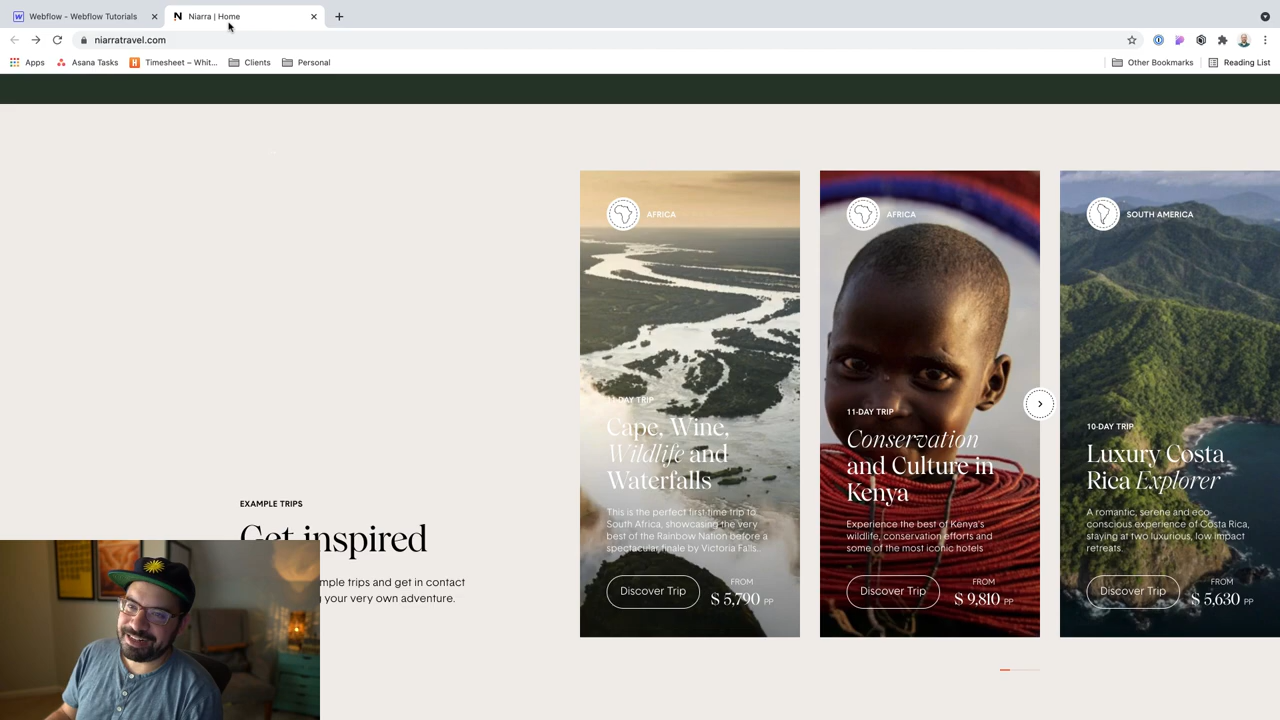 Webflow - Webflow Tutorials
Niarra | Home
niarratravel.com
Apps
Asana Tasks
Timesheet – Whit...
Clients
Personal
Other Bookmarks
Reading List
EXAMPLE TRIPS
Get inspired
mple trips and get in contact
your very own adventure.
AFRICA
11-DAY TRIP
Cape, Wine,
Wildlife and
Waterfalls
This is the perfect first-time trip to
South Africa, showcasing the very
best of the Rainbow Nation before a
spectacular finale by Victoria Falls..
Discover Trip
FROM
$ 5,790 PP
AFRICA
11-DAY TRIP
Conservation
and Culture in
Kenya
Experience the best of Kenya's
wildlife, conservation efforts and
some of the most iconic hotels
Discover Trip
FROM
$ 9,810 PP
SOUTH AMERICA
10-DAY TRIP
Luxury Costa
Rica Explorer
A romantic, serene and eco-
conscious experience of Costa Rica,
staying at two luxurious, low impact
retreats.
Discover Trip
FROM
$ 5,630 PP